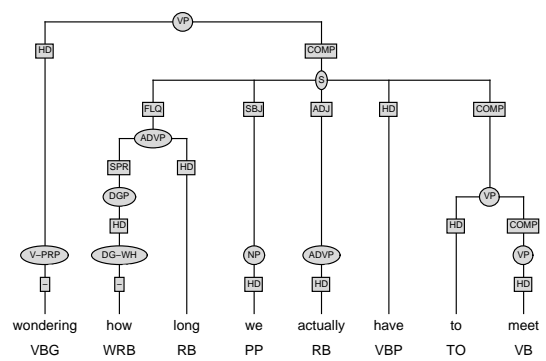 VP
HD COMP
S
FLQ SBJ ADJ HD COMP
ADVP
SPR HD
DGP VP
HD HD COMP
V–PRP DG–WH NP ADVP VP
– – HD HD HD
wondering how long we actually have to meet
VBG WRB RB PP RB VBP TO VB